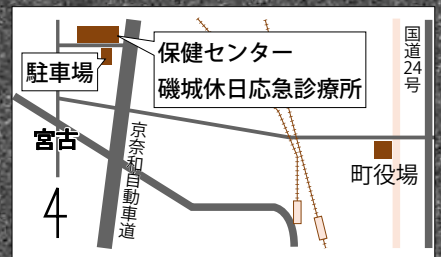 保健センター
磯城休日応急診療所
駐車場
国道24号
宮古
京奈和自動車道
町役場